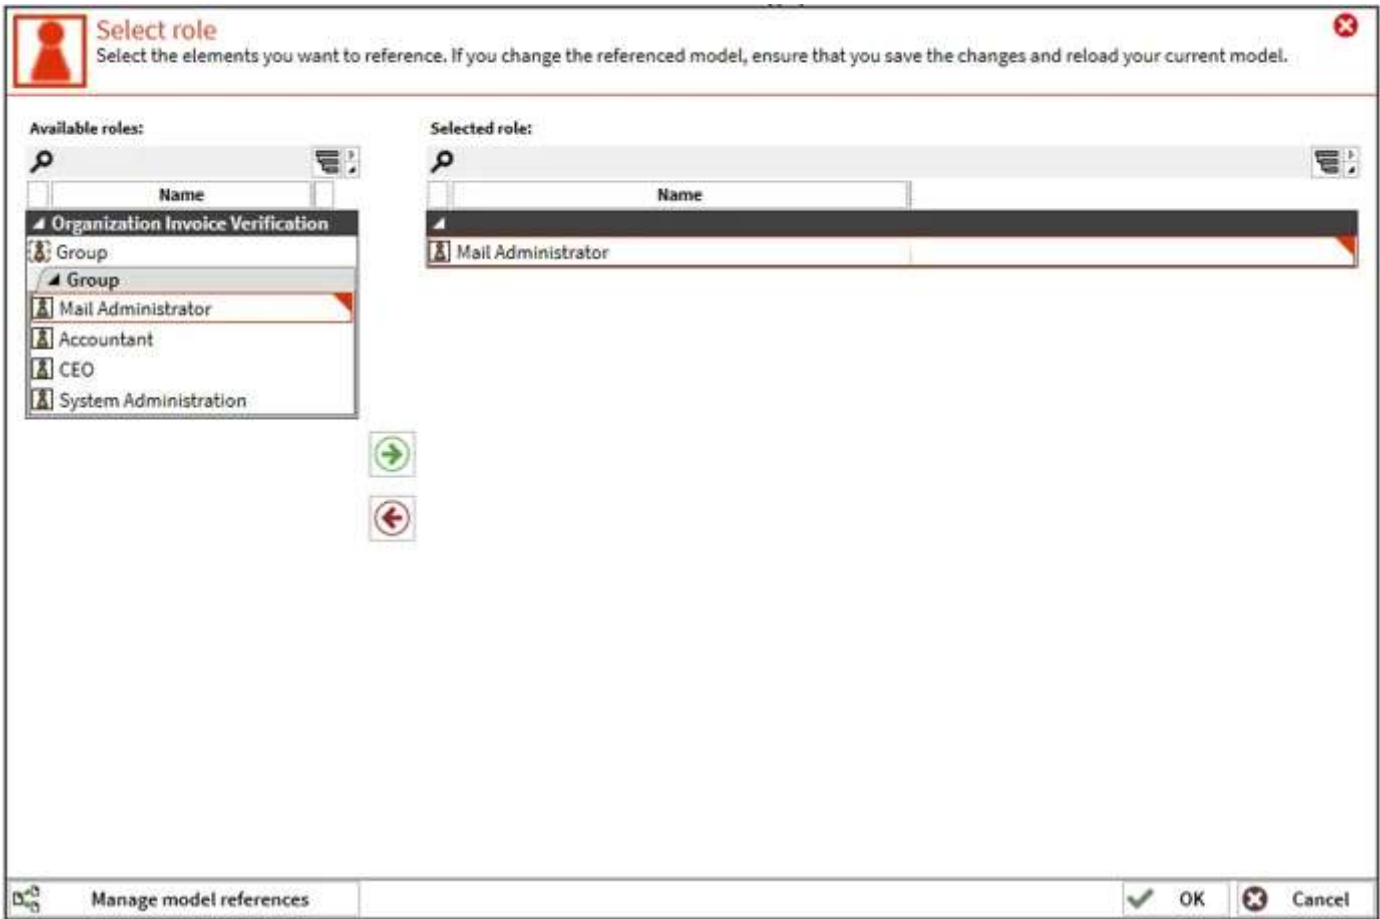 Select role
Select the elements you want to reference. If you change the referenced model, ensure that you save the changes and reload your current model.
Available roles:
Selected role:
Name
Name
Organization Invoice Verification
Group
Mail Administrator
Group
Mail Administrator
Accountant
CEO
System Administration
Manage model references
OK
Cancel